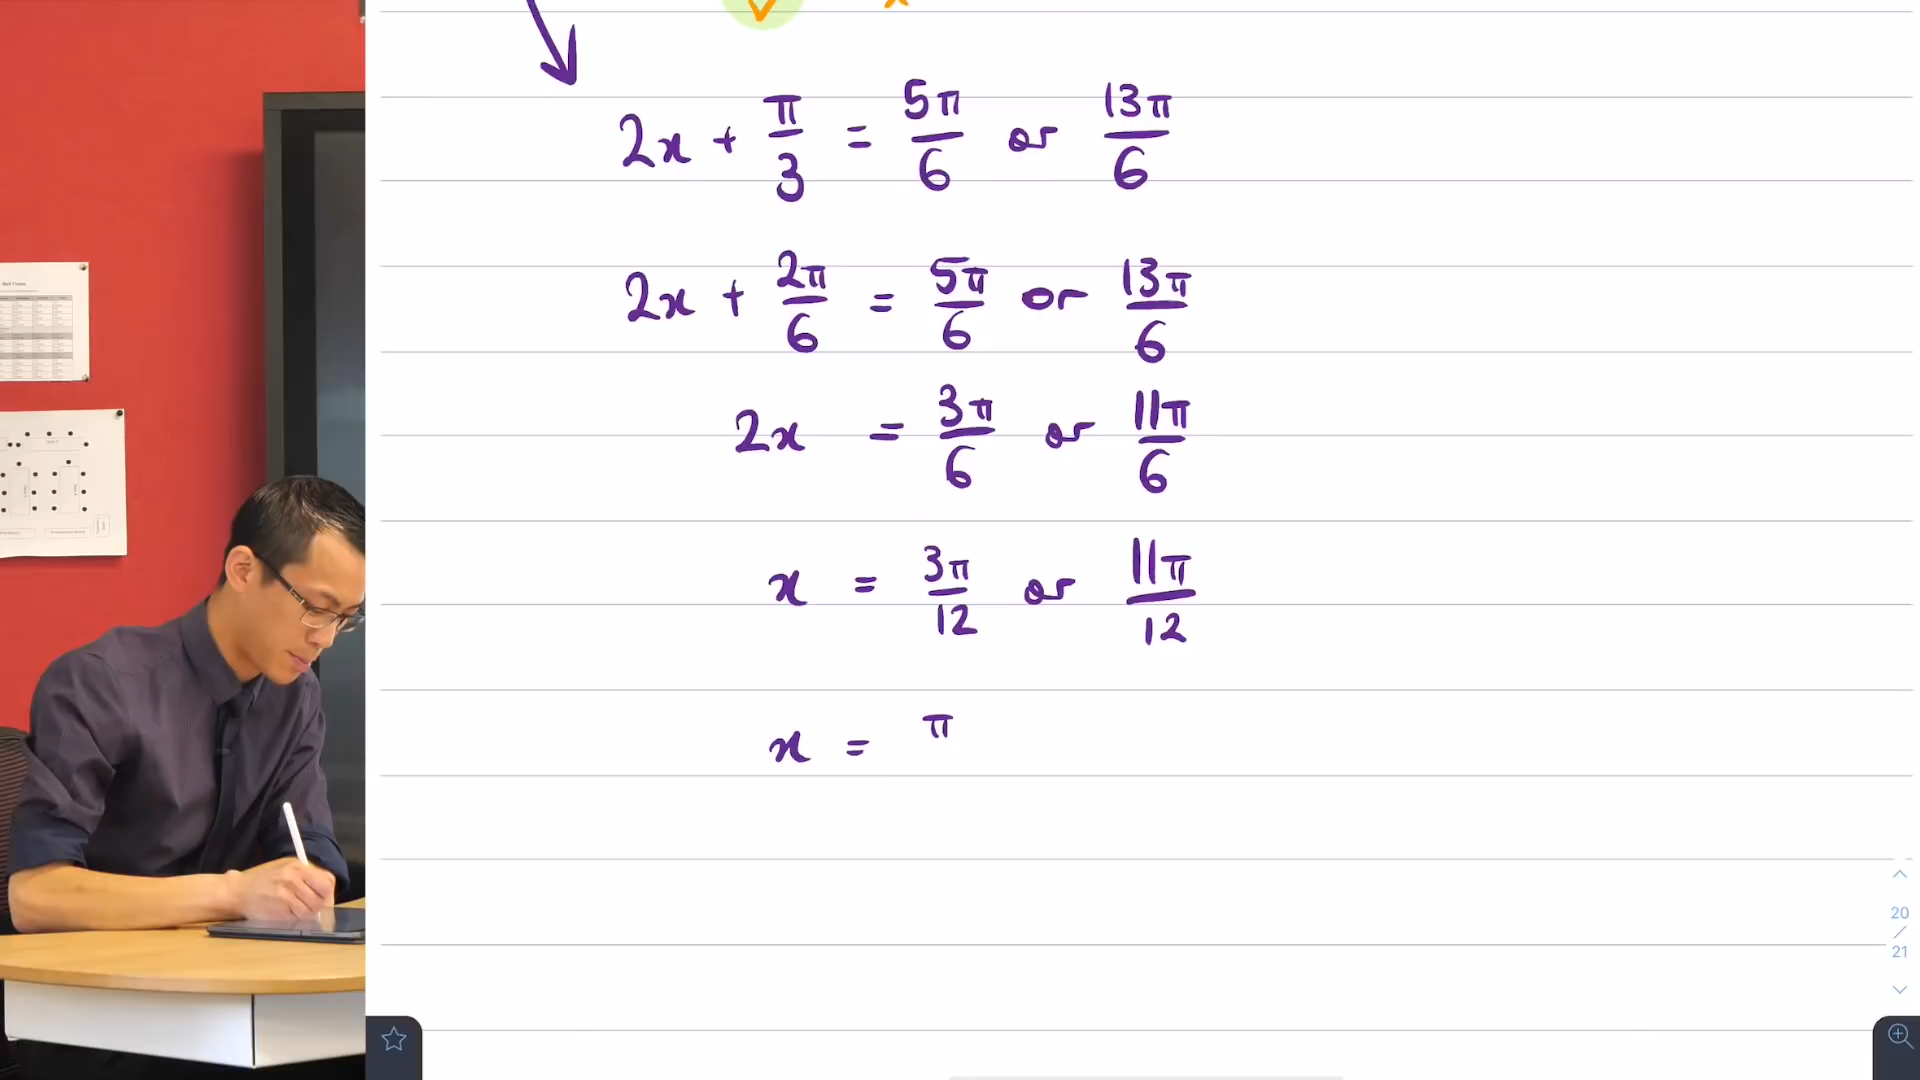 2x + π/3 = 5π/6 or 13π/6
2x + 2π/6 = 5π/6 or 13π/6
2x = 3π/6 or 11π/6
x = 3π/12 or 11π/12
x = π
20
/
21